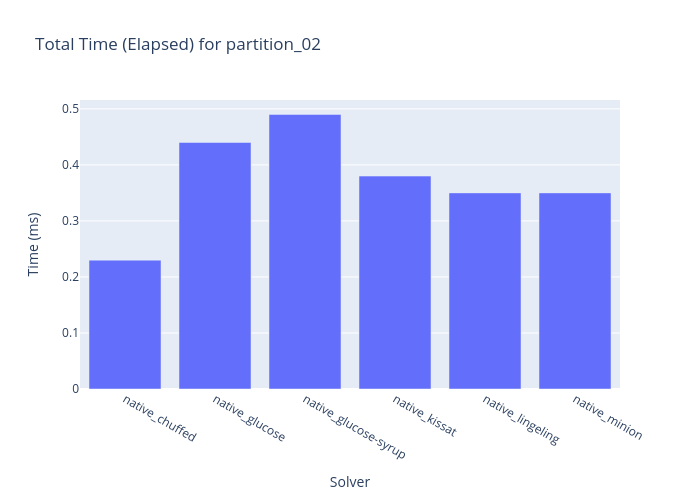 Total Time (Elapsed) for partition_02
Time (ms)
0.5
0.4
0.3
0.2
0.1
0
native_chuffed
native_glucose
native_glucose-syrup
native_kissat
native_lingeling
native_minion
Solver